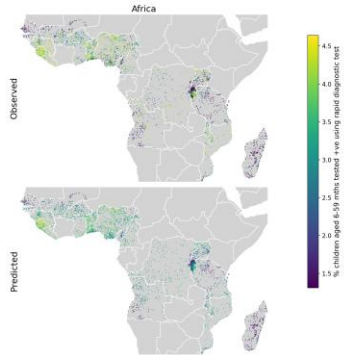 Africa
Observed
Predicted
4.5
4.0
3.5
3.0
2.5
2.0
1.5
% children aged 6-59 mths tested +ve using rapid diagnostic test